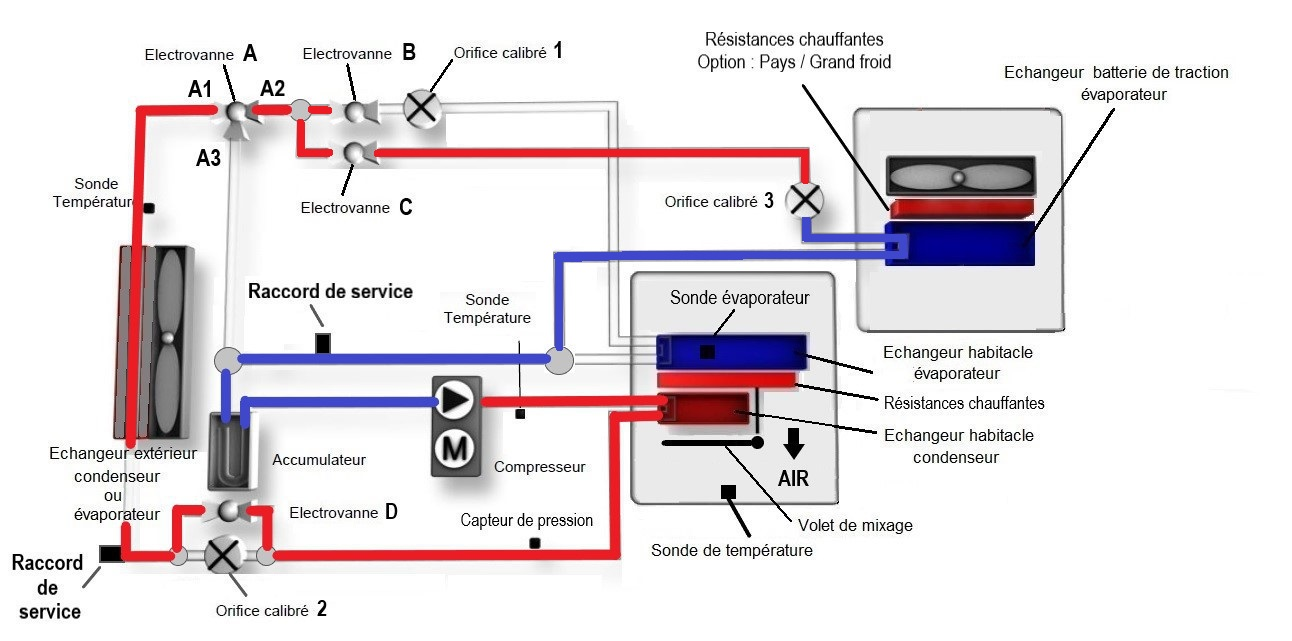 Résistances chauffantes
Option : Pays / Grand froid
Electrovanne A
Electrovanne B
Orifice calibré 1
Echangeur batterie de traction
évaporateur
A1
A2
A3
Sonde
Température
Electrovanne C
Orifice calibré 3
Raccord de service
Sonde
Température
Sonde évaporateur
Echangeur habitacle
évaporateur
Résistances chauffantes
Echangeur habitacle
condenseur
M
Compresseur
AIR
Echangeur extérieur
condenseur
ou
évaporateur
Accumulateur
Electrovanne D
Capteur de pression
Volet de mixage
Sonde de température
Raccord
de
service
Orifice calibré 2